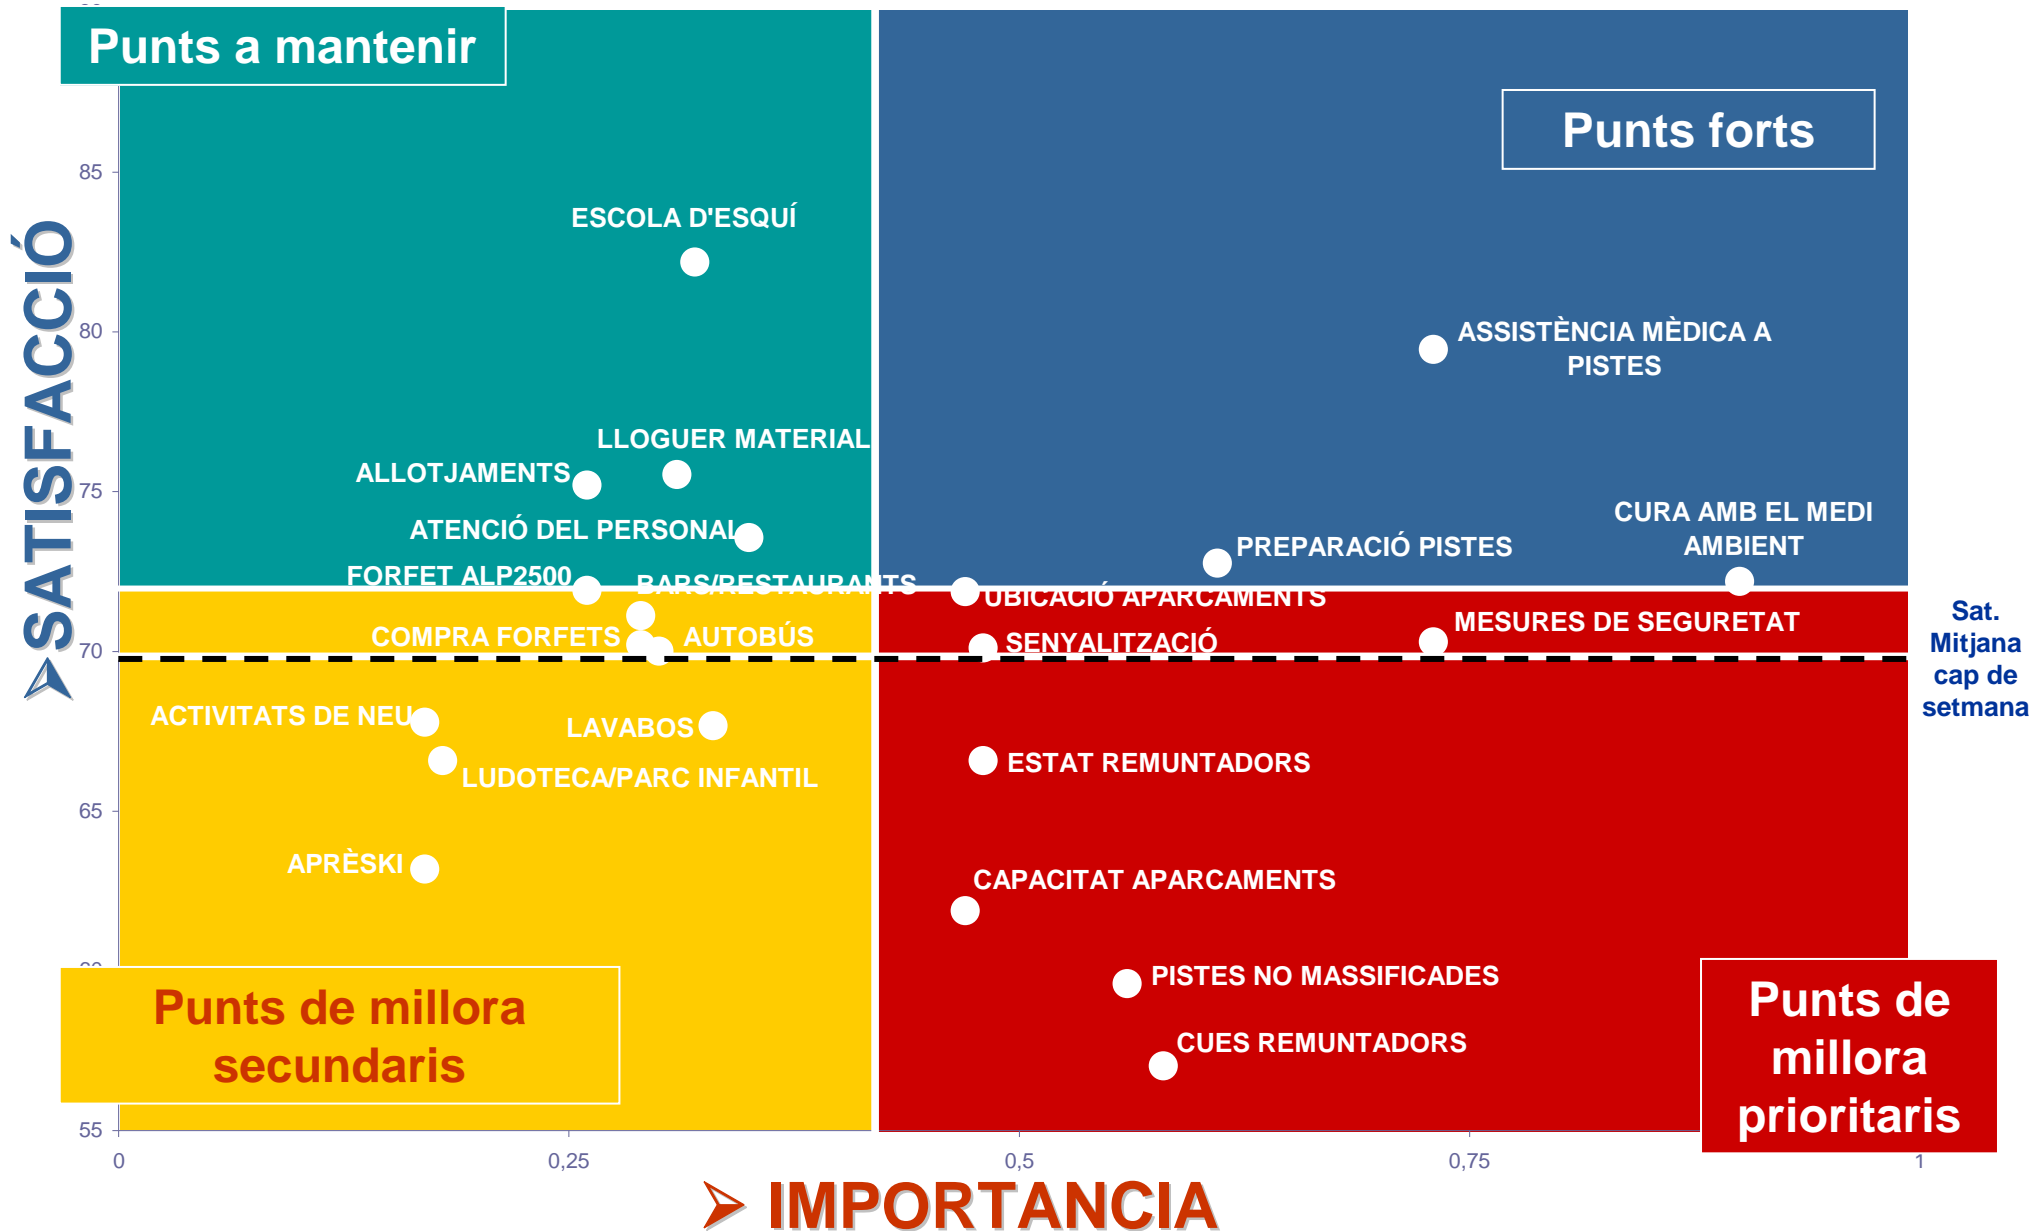 Punts a mantenir
Punts forts
85
ESCOLA D'ESQUÍ
SATISFACCIÓ
80
ASSISTÈNCIA MÈDICA A
PISTES
LLOGUER MATERIAL
ALLOTJAMENTS
75
CURA AMB EL MEDI
AMBIENT
ATENCIÓ DEL PERSONAL
PREPARACIÓ PISTES
FORFET ALP2500
BARS/RESTAURANTS
UBICACIÓ APARCAMENTS
MESURES DE SEGURETAT
Sat.
Mitjana
cap de
setmana
COMPRA FORFETS
AUTOBÚS
SENYALITZACIÓ
70
ACTIVITATS DE NEU
LAVABOS
LUDOTECA/PARC INFANTIL
ESTAT REMUNTADORS
65
APRÈSKI
CAPACITAT APARCAMENTS
PISTES NO MASSIFICADES
Punts de millora
secundaris
CUES REMUNTADORS
Punts de
millora
prioritaris
55
0
0,25
0,5
0,75
1
IMPORTANCIA